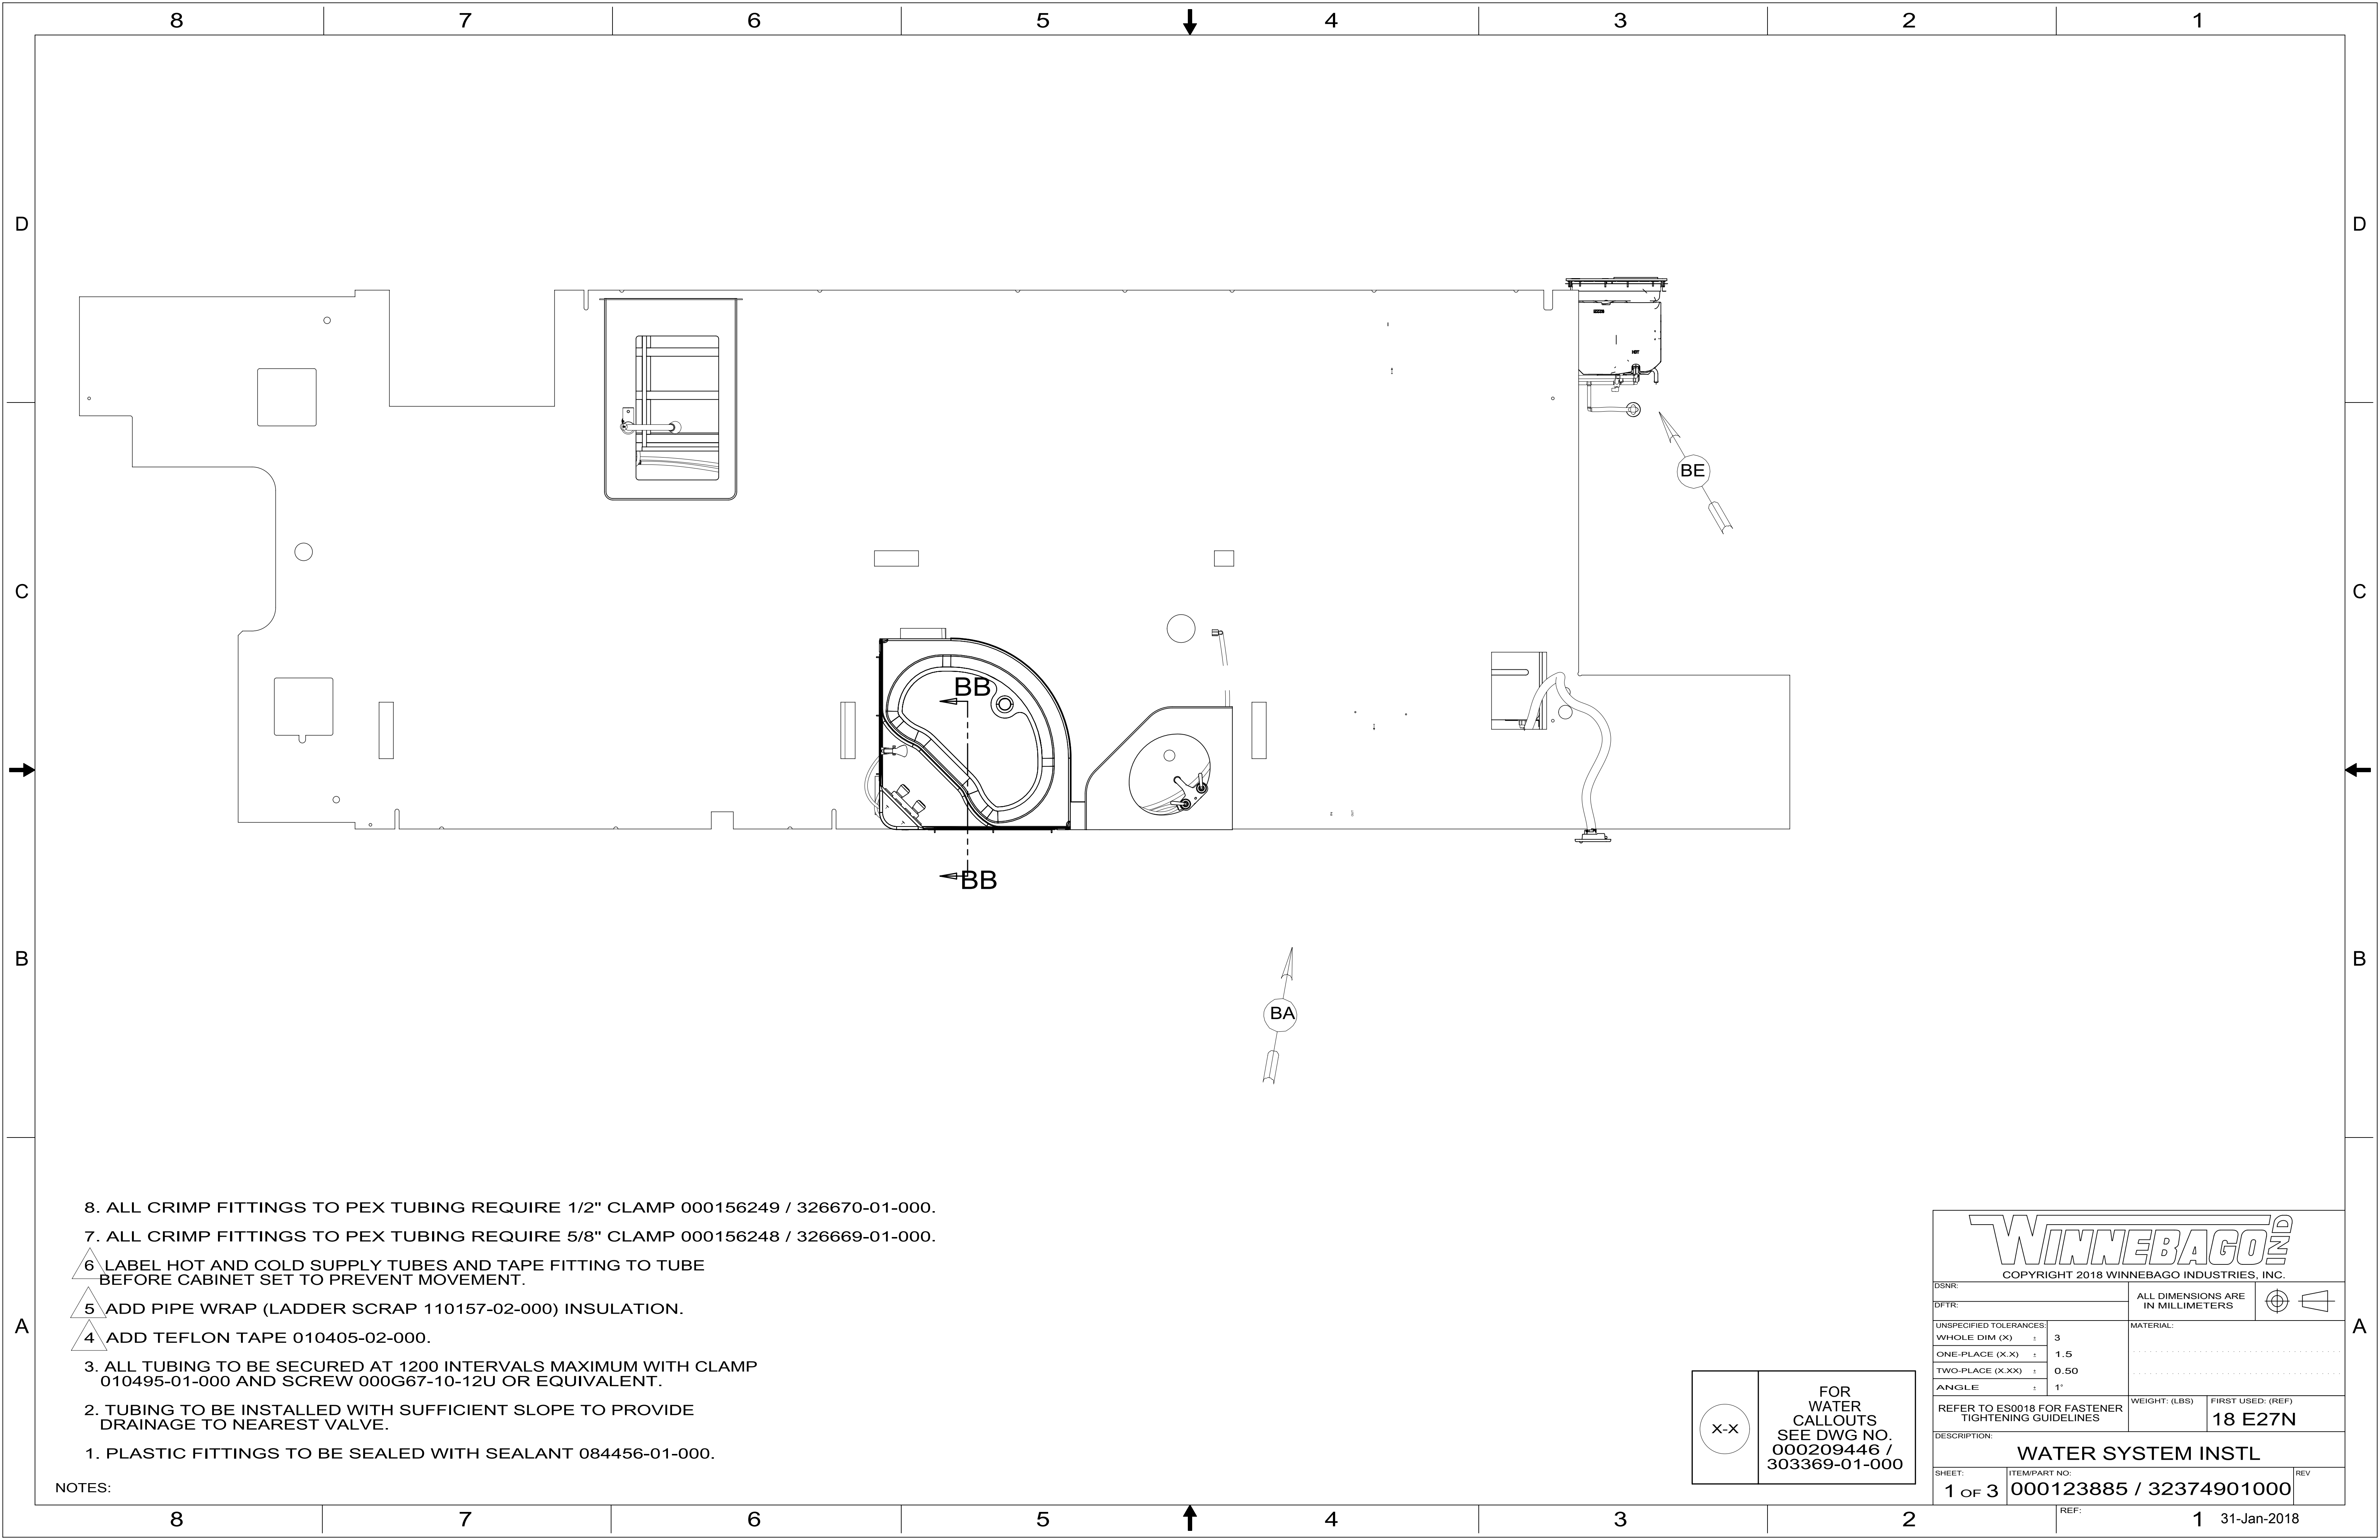 8 7 6 5 4 3 2 1
D D
HOT
BE
C C
BB
BB
B B
BA
8. ALL CRIMP FITTINGS TO PEX TUBING REQUIRE 1/2" CLAMP 000156249 / 326670-01-000.
7. ALL CRIMP FITTINGS TO PEX TUBING REQUIRE 5/8" CLAMP 000156248 / 326669-01-000.
6 LABEL HOT AND COLD SUPPLY TUBES AND TAPE FITTING TO TUBE
BEFORE CABINET SET TO PREVENT MOVEMENT.
5 ADD PIPE WRAP (LADDER SCRAP 110157-02-000) INSULATION.
4 ADD TEFLON TAPE 010405-02-000.
3. ALL TUBING TO BE SECURED AT 1200 INTERVALS MAXIMUM WITH CLAMP
010495-01-000 AND SCREW 000G67-10-12U OR EQUIVALENT.
2. TUBING TO BE INSTALLED WITH SUFFICIENT SLOPE TO PROVIDE
DRAINAGE TO NEAREST VALVE.
1. PLASTIC FITTINGS TO BE SEALED WITH SEALANT 084456-01-000.
NOTES:
A A
X-X
FOR
WATER
CALLOUTS
SEE DWG NO.
000209446 /
303369-01-000
WINNEBAGO IND
COPYRIGHT 2018 WINNEBAGO INDUSTRIES, INC.
DSNR:
DFTR:
ALL DIMENSIONS ARE
IN MILLIMETERS
UNSPECIFIED TOLERANCES:
WHOLE DIM (X) ± 3
ONE-PLACE (X.X) ± 1.5
TWO-PLACE (X.XX) ± 0.50
ANGLE ± 1°
MATERIAL:
REFER TO ES0018 FOR FASTENER
TIGHTENING GUIDELINES
WEIGHT: (LBS)
FIRST USED: (REF)
18 E27N
DESCRIPTION:
WATER SYSTEM INSTL
SHEET:
1 OF 3
ITEM/PART NO:
000123885 / 32374901000
REV
8 7 6 5 4 3 2 1
REF:
31-Jan-2018